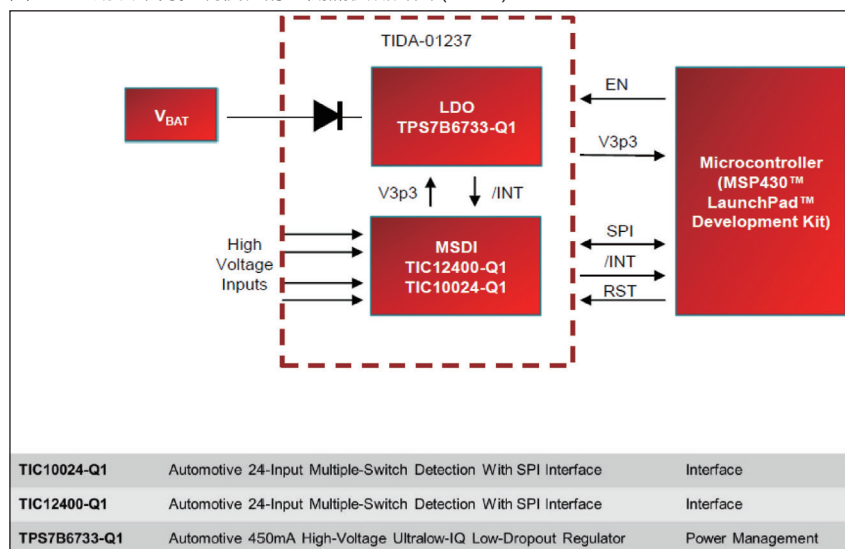 TIDA-01237
V_BAT
LDO
TPS7B6733-Q1
EN
V3p3
Microcontroller
(MSP430™
LaunchPad™
Development Kit)
V3p3
/INT
High
Voltage
Inputs
MSDI
TIC12400-Q1
TIC10024-Q1
SPI
/INT
RST
TIC10024-Q1 Automotive 24-Input Multiple-Switch Detection With SPI Interface Interface
TIC12400-Q1 Automotive 24-Input Multiple-Switch Detection With SPI Interface Interface
TPS7B6733-Q1 Automotive 450mA High-Voltage Ultralow-IQ Low-Dropout Regulator Power Management